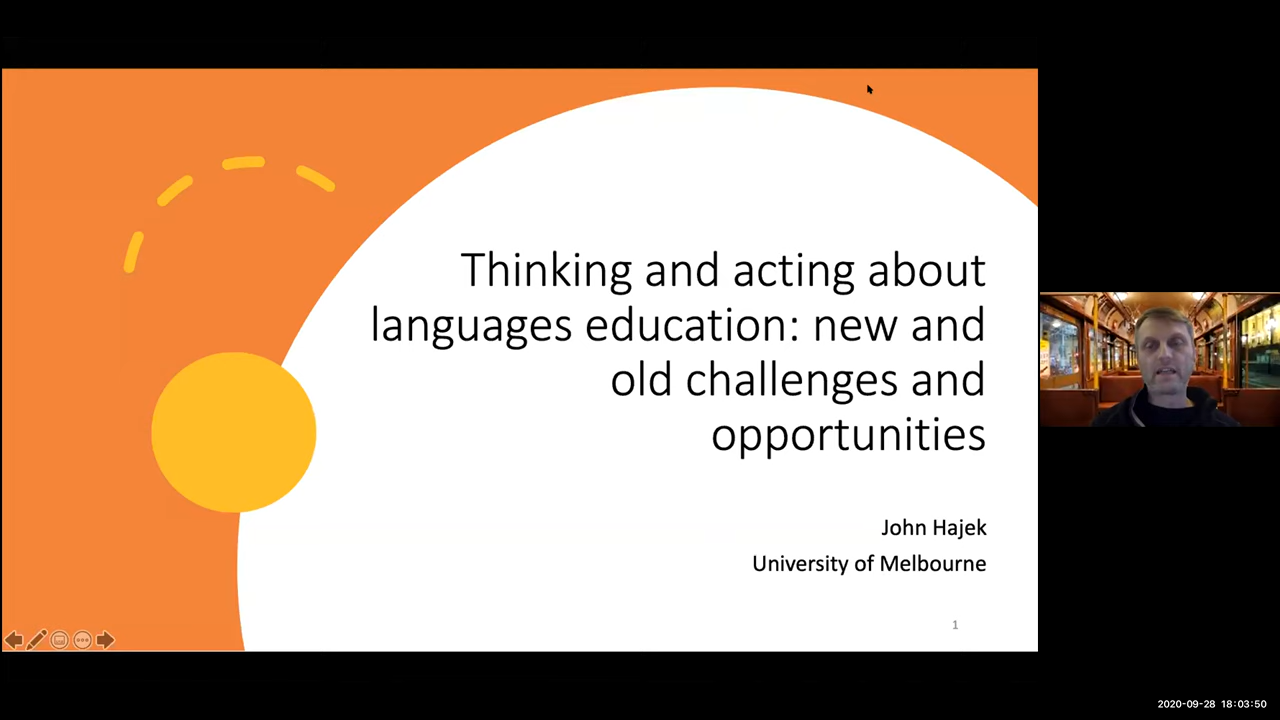 Thinking and acting about
languages education: new and
old challenges and
opportunities
John Hajek
University of Melbourne
1
2020-09-28 18:03:50